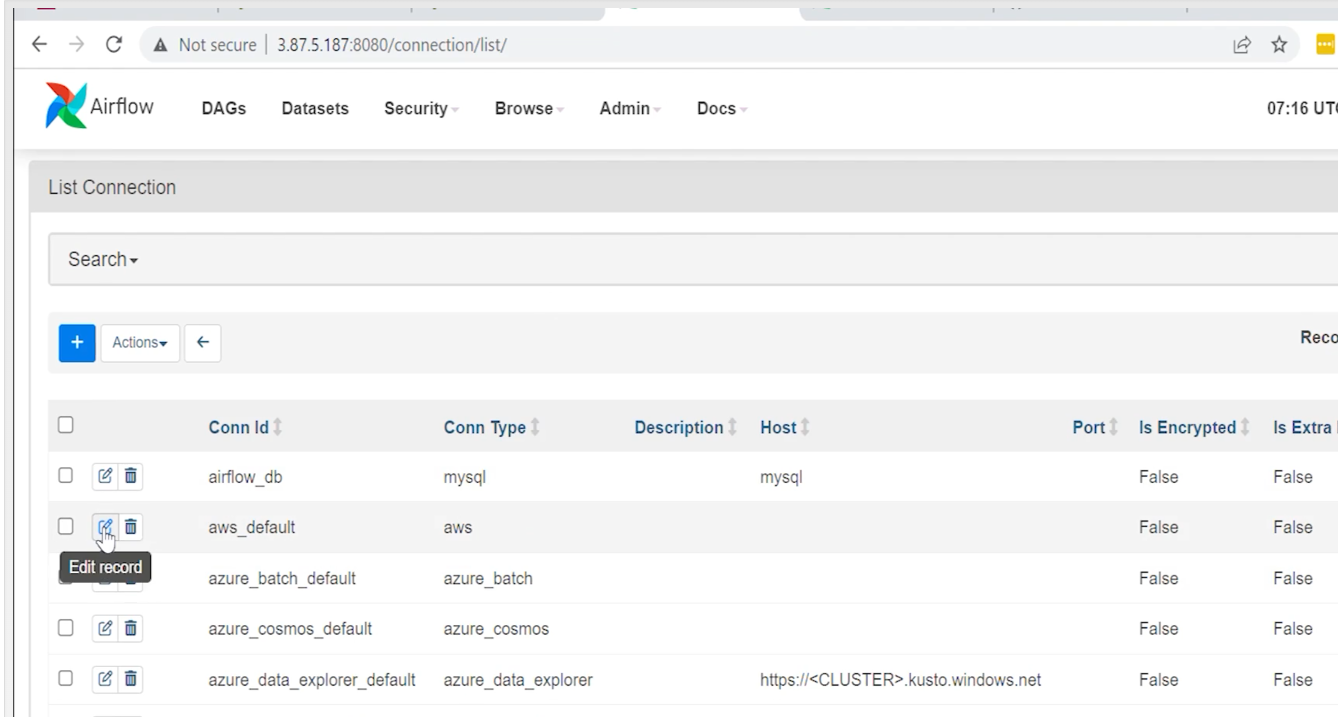 Not secure 3.87.5.187:8080/connection/list/
Airflow DAGs Datasets Security Browse Admin Docs 07:16
List Connection
Search
+ Actions
Conn Id Conn Type Description Host Port Is Encrypted Is Extra
airflow_db mysql mysql False False
aws_default aws False False
Edit record
azure_batch_default azure_batch False False
azure_cosmos_default azure_cosmos False False
azure_data_explorer_default azure_data_explorer https://<CLUSTER>.kusto.windows.net False False